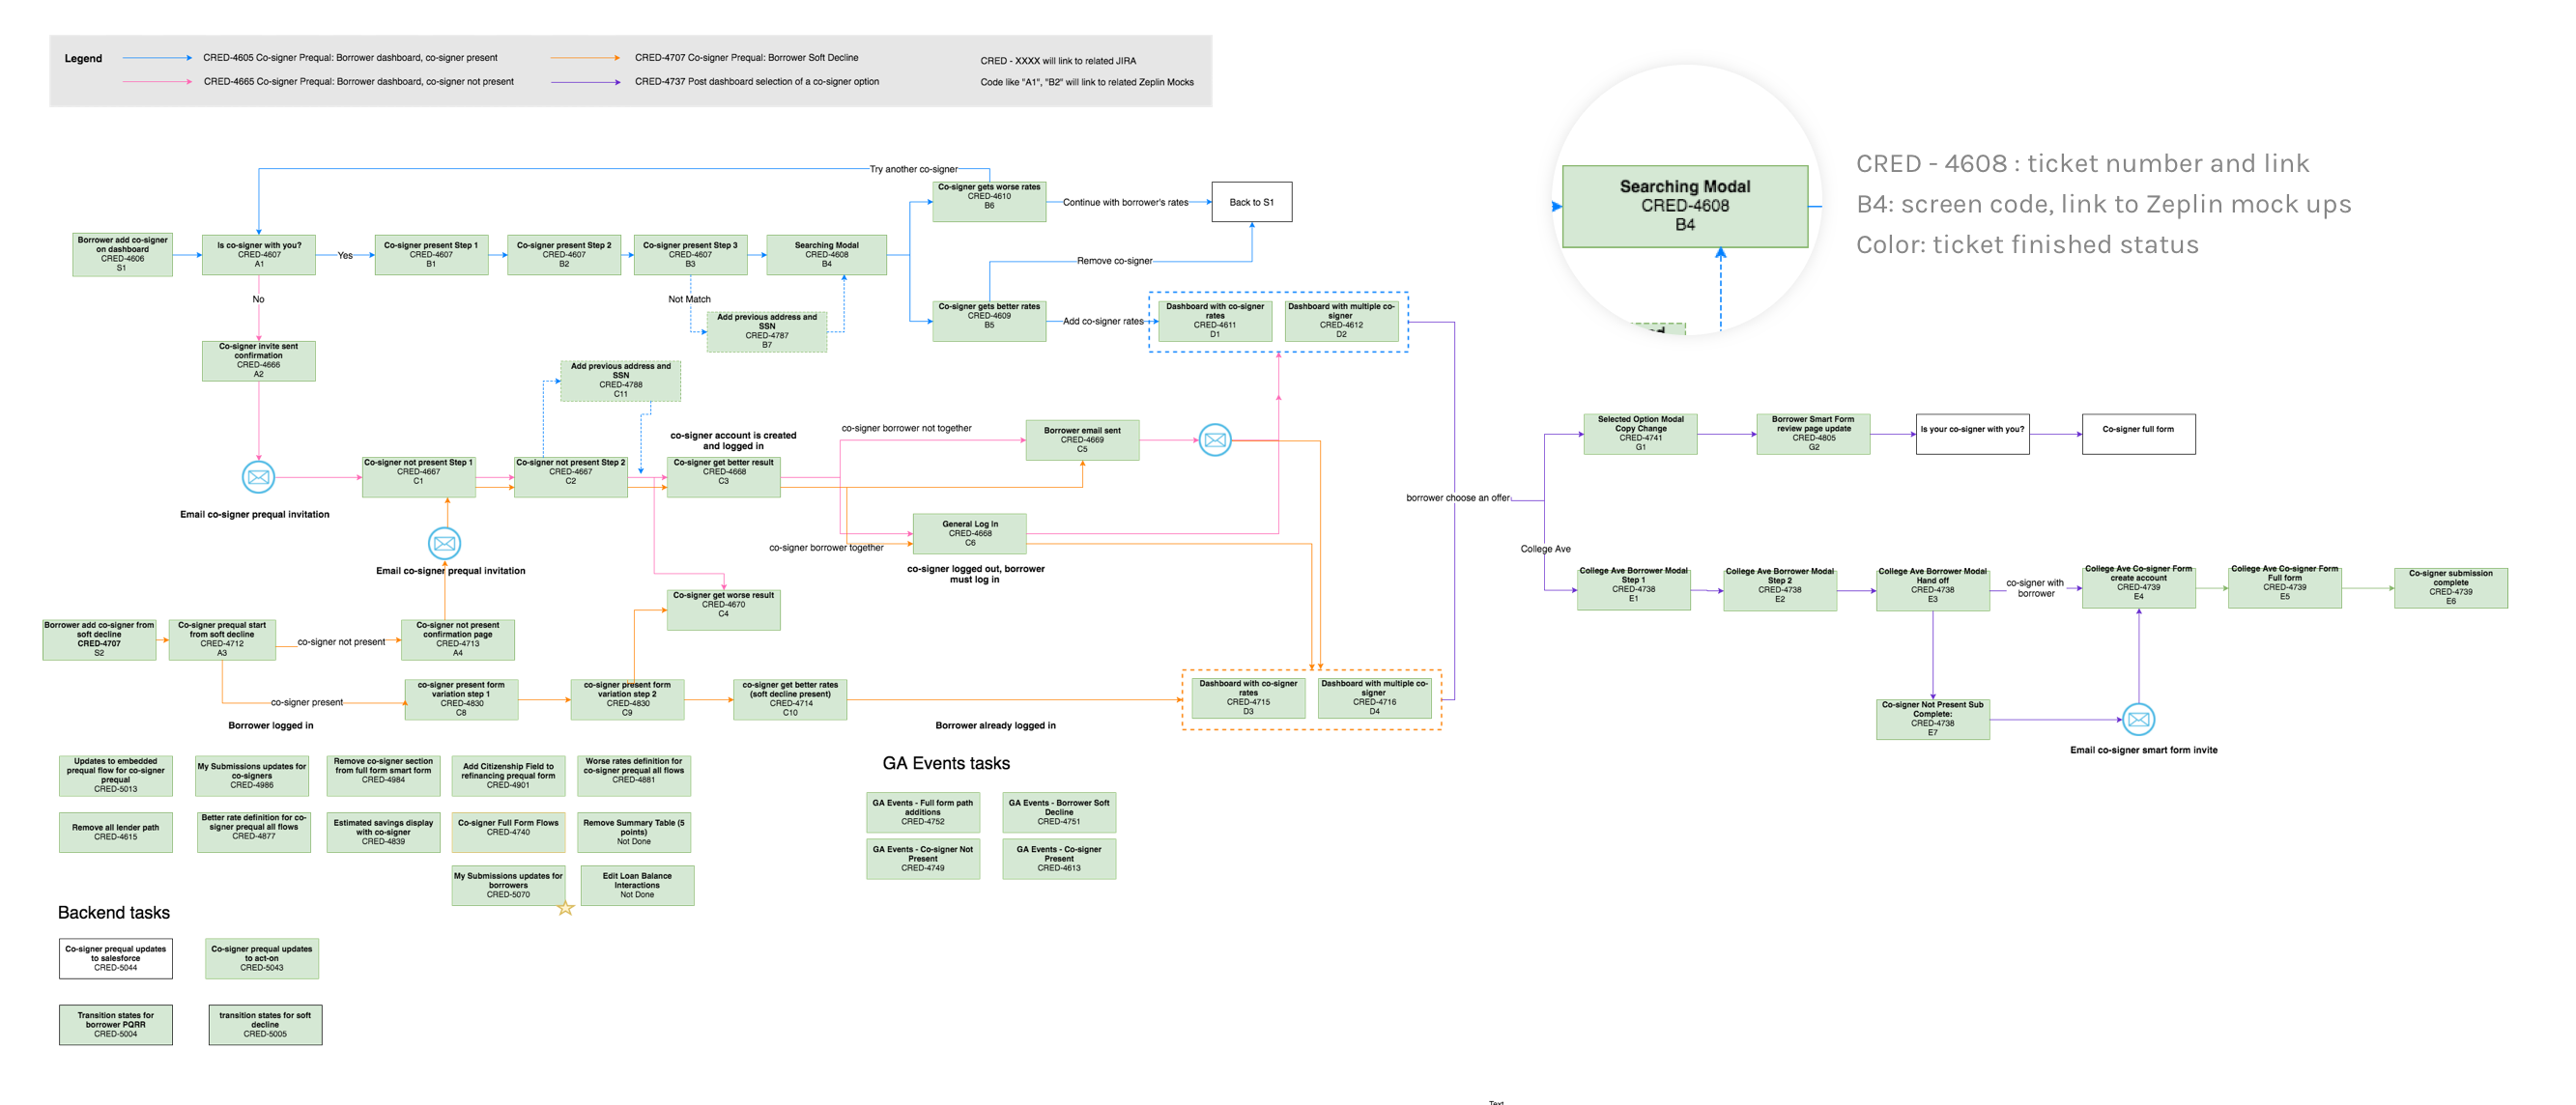 Legend
CRED-4605 Co-signer Prequal: Borrower dashboard, co-signer present
CRED-4707 Co-signer Prequal: Borrower Soft Decline
CRED - XXXX will link to related JIRA
CRED-4665 Co-signer Prequal: Borrower dashboard, co-signer not present
CRED-4737 Post dashboard selection of a co-signer option
Code like "A1", "B2" will link to related Zeplin Mocks
Searching Modal
CRED-4608
B4
ed
CRED - 4608 : ticket number and link
B4: screen code, link to Zeplin mock ups
Color: ticket finished status
Try another co-signer
Co-signer gets worse rates
CRED-4610
B6
Continue with borrower's rates
Back to S1
Borrower add co-signer
on dashboard
CRED-4606
S1
Is co-signer with you?
CRED-4607
A1
Yes
Co-signer present Step 1
CRED-4607
B1
Co-signer present Step 2
CRED-4607
B2
Co-signer present Step 3
CRED-4607
B3
Searching Modal
CRED-4608
B4
Remove co-signer
No
Not Match
Add previous address and
SSN
CRED-4787
B7
Co-signer gets better rates
CRED-4609
B5
Add co-signer rates
Dashboard with co-signer
rates
CRED-4611
D1
Dashboard with multiple co-
signer
CRED-4612
D2
Co-signer invite sent
confirmation
CRED-4666
A2
Add previous address and
SSN
CRED-4788
C11
co-signer account is created
and logged in
co-signer borrower not together
Borrower email sent
CRED-4669
C5
Co-signer not present Step 1
CRED-4667
C1
Co-signer not present Step 2
CRED-4667
C2
Co-signer get better result
CRED-4668
C3
Email co-signer prequal invitation
General Log In
CRED-4668
C6
co-signer borrower together
co-signer logged out, borrower
must log in
Email co-signer prequal invitation
Co-signer get worse result
CRED-4670
C4
Borrower add co-signer from
soft decline
CRED-4707
S2
Co-signer prequal start
from soft decline
CRED-4712
A3
co-signer not present
Co-signer not present
confirmation page
CRED-4713
A4
co-signer present
co-signer present form
variation step 1
CRED-4830
C8
co-signer present form
variation step 2
CRED-4830
C9
co-signer get better rates
(soft decline present)
CRED-4714
C10
Dashboard with co-signer
rates
CRED-4715
D3
Dashboard with multiple co-
signer
CRED-4716
D4
Borrower logged in
Borrower already logged in
borrower choose an offer
Selected Option Modal
Copy Change
CRED-4741
G1
Borrower Smart Form
review page update
CRED-4805
G2
Is your co-signer with you?
Co-signer full form
College Ave
College Ave Borrower Modal
Step 1
CRED-4738
E1
College Ave Borrower Modal
Step 2
CRED-4738
E2
College Ave Borrower Modal
Hand off
CRED-4738
E3
co-signer with
borrower
College Ave Co-signer Form
create account
CRED-4739
E4
College Ave Co-signer Form
Full form
CRED-4739
E5
Co-signer submission
complete
CRED-4739
E6
Co-signer Not Present Sub
Complete:
CRED-4738
E7
Email co-signer smart form invite
Updates to embedded
prequal flow for co-signer
prequal
CRED-5013
My Submissions updates for
co-signers
CRED-4986
Remove co-signer section
from full form smart form
CRED-4984
Add Citizenship Field to
refinancing prequal form
CRED-4901
Worse rates definition for
co-signer prequal all flows
CRED-4881
Remove all lender path
CRED-4615
Better rate definition for co-
signer prequal all flows
CRED-4877
Estimated savings display
with co-signer
CRED-4839
Co-signer Full Form Flows
CRED-4740
Remove Summary Table (5
points)
Not Done
My Submissions updates for
borrowers
CRED-5070
Edit Loan Balance
Interactions
Not Done
GA Events tasks
GA Events - Full form path
additions
CRED-4752
GA Events - Borrower Soft
Decline
CRED-4751
GA Events - Co-signer Not
Present
CRED-4749
GA Events - Co-signer
Present
CRED-4613
Backend tasks
Co-signer prequal updates
to salesforce
CRED-5044
Co-signer prequal updates
to act-on
CRED-5043
Transition states for
borrower PQRR
CRED-5004
transition states for soft
decline
CRED-5005
Text